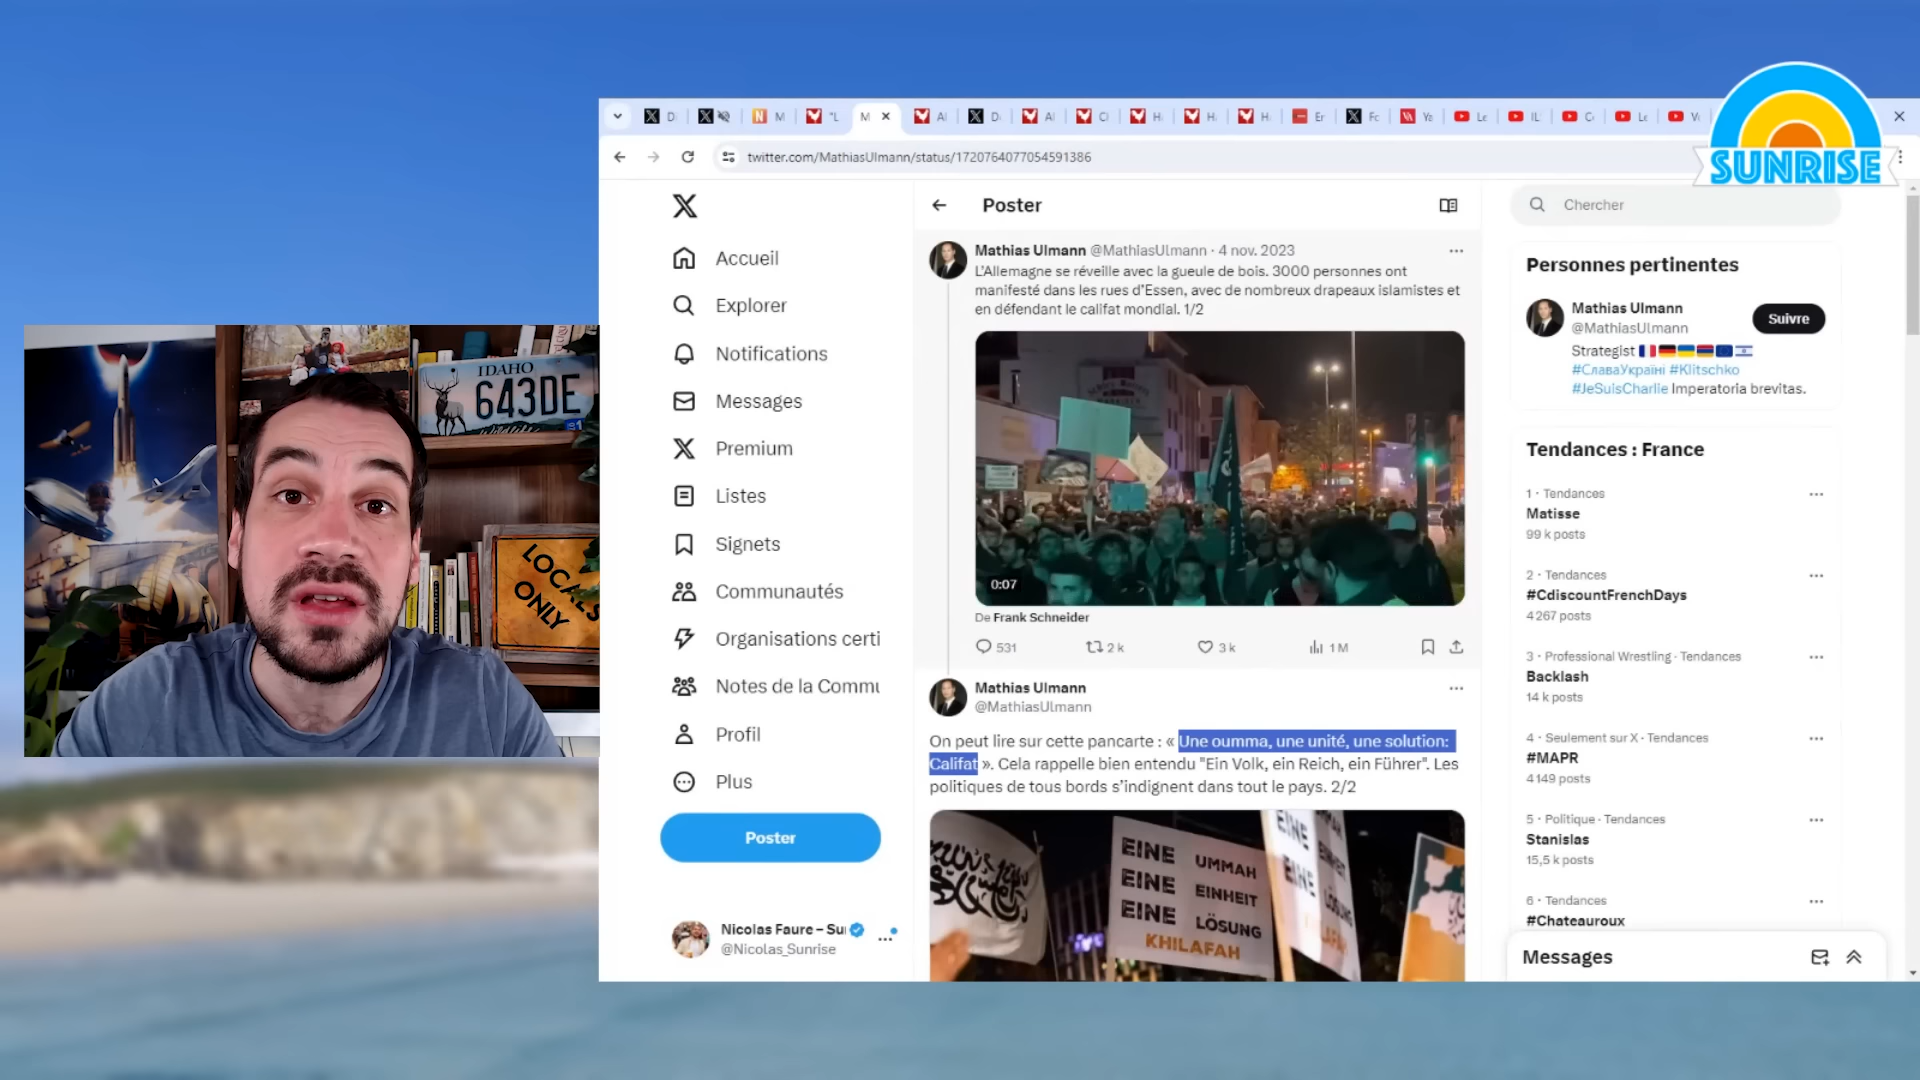 SUNRISE
IDAHO
643DE
LOCALS
ONLY
twitter.com/MathiasUlmann/status/1720764077054591386
Accueil
Explorer
Notifications
Messages
Premium
Listes
Signets
Communautés
Organisations certi
Notes de la Commu
Profil
Plus
Poster
Nicolas Faure – Su
@Nicolas_Sunrise
Poster
Mathias Ulmann @MathiasUlmann · 4 nov. 2023
L'Allemagne se réveille avec la gueule de bois. 3000 personnes ont
manifesté dans les rues d'Essen, avec de nombreux drapeaux islamistes et
en défendant le califat mondial. 1/2
0:07
De Frank Schneider
531
2 k
3 k
1 M
Mathias Ulmann
@MathiasUlmann
On peut lire sur cette pancarte : « Une oumma, une unité, une solution:
Califat ». Cela rappelle bien entendu "Ein Volk, ein Reich, ein Führer". Les
politiques de tous bords s'indignent dans tout le pays. 2/2
EINE UMMAH
EINE EINHEIT
EINE LÖSUNG
KHILAFAH
Chercher
Personnes pertinentes
Mathias Ulmann
@MathiasUlmann
Suivre
Strategist
#СлаваУкраїні #Klitschko
#JeSuisCharlie Imperatoria brevitas.
Tendances : France
1 · Tendances
Matisse
99 k posts
2 · Tendances
#CdiscountFrenchDays
4 267 posts
3 · Professional Wrestling · Tendances
Backlash
14 k posts
4 · Seulement sur X · Tendances
#MAPR
4 149 posts
5 · Politique · Tendances
Stanislas
15,5 k posts
6 · Tendances
#Chateauroux
Messages